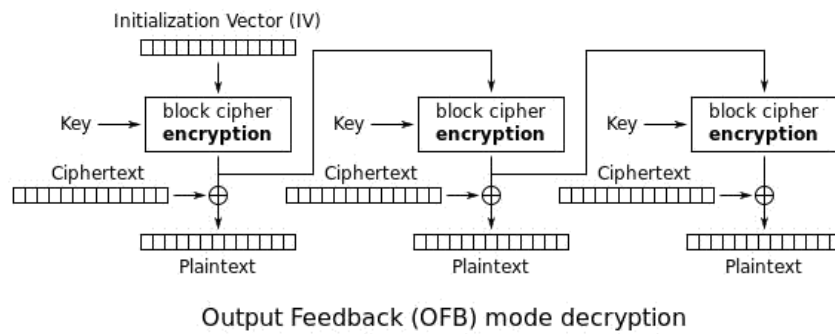 Initialization Vector (IV)
block cipher
encryption
Key
block cipher
encryption
Key
block cipher
encryption
Key
Ciphertext
Ciphertext
Ciphertext
Plaintext
Plaintext
Plaintext
Output Feedback (OFB) mode decryption